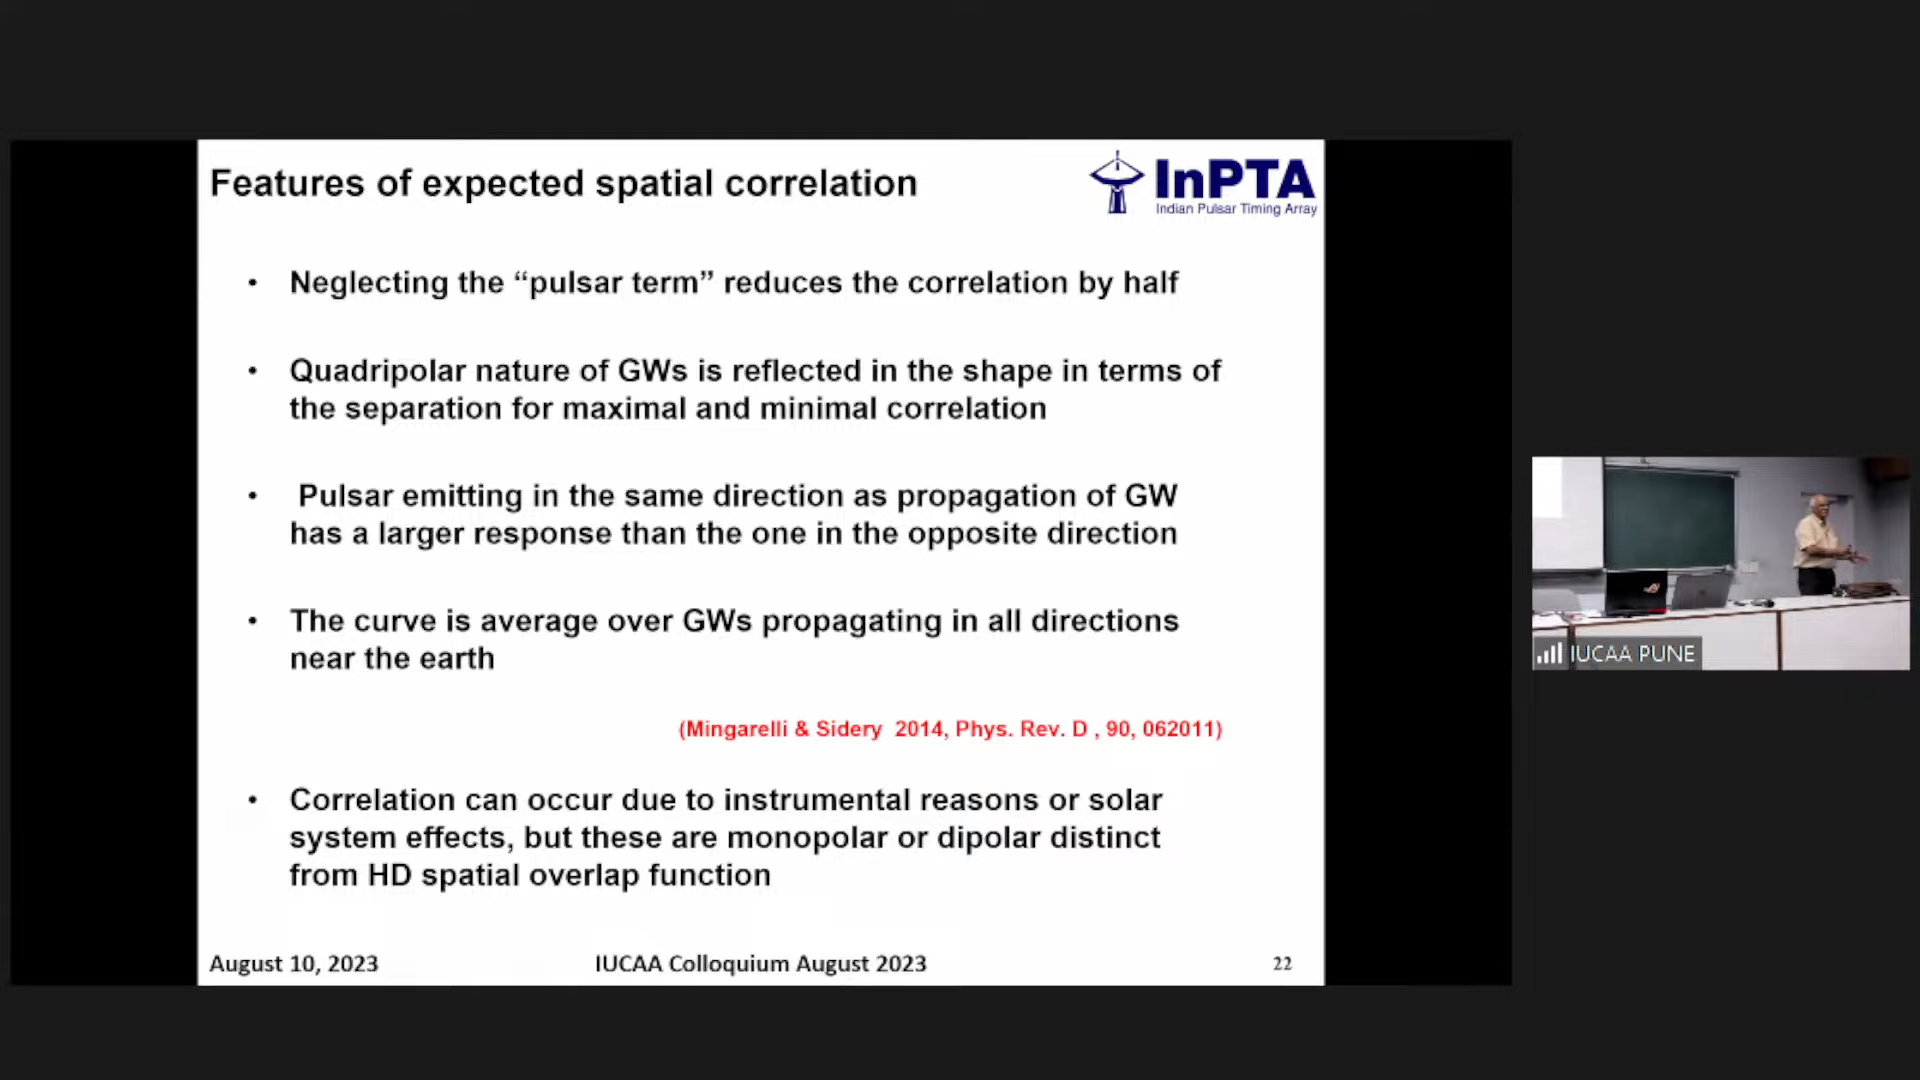 Features of expected spatial correlation
InPTA
Indian Pulsar Timing Array
• Neglecting the “pulsar term” reduces the correlation by half
• Quadripolar nature of GWs is reflected in the shape in terms of
the separation for maximal and minimal correlation
• Pulsar emitting in the same direction as propagation of GW
has a larger response than the one in the opposite direction
• The curve is average over GWs propagating in all directions
near the earth
(Mingarelli & Sidery 2014, Phys. Rev. D , 90, 062011)
• Correlation can occur due to instrumental reasons or solar
system effects, but these are monopolar or dipolar distinct
from HD spatial overlap function
August 10, 2023
IUCAA Colloquium August 2023
22
IUCAA PUNE